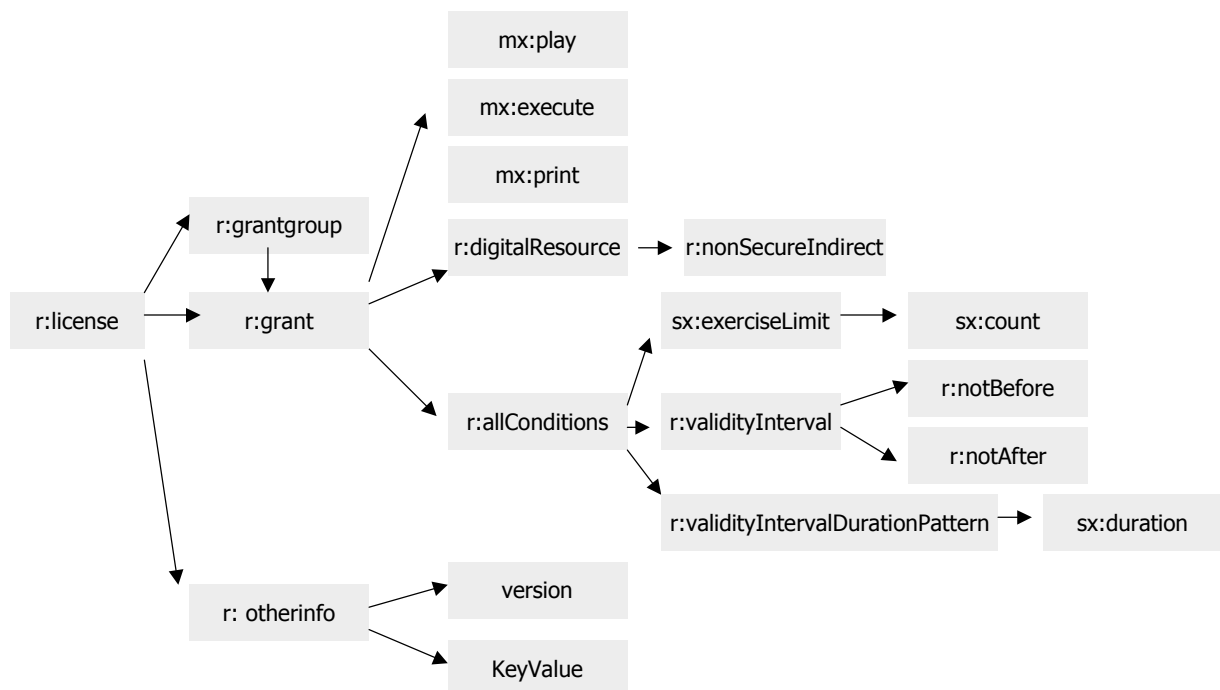 mx:play
mx:execute
mx:print
r:grantgroup
r:digitalResource
r:nonSecureIndirect
r:license
r:grant
sx:exerciseLimit
sx:count
r:notBefore
r:allConditions
r:validityInterval
r:notAfter
r:validityIntervalDurationPattern
sx:duration
r: otherinfo
version
KeyValue